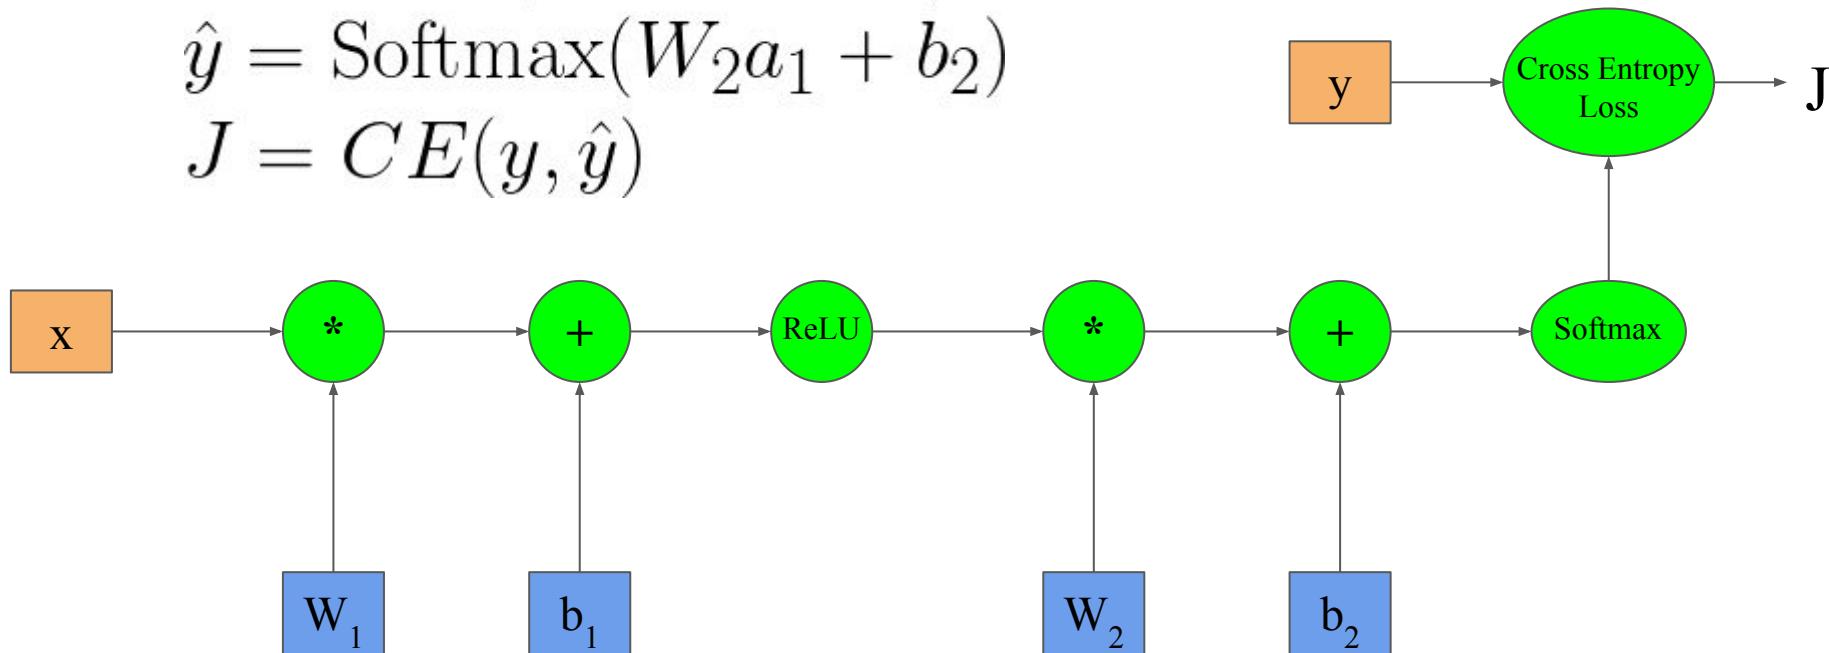 ŷ = Softmax(W₂a₁ + b₂)
J = CE(y, ŷ)
y
Cross Entropy
Loss
J
x
*
+
ReLU
*
+
Softmax
W₁
b₁
W₂
b₂